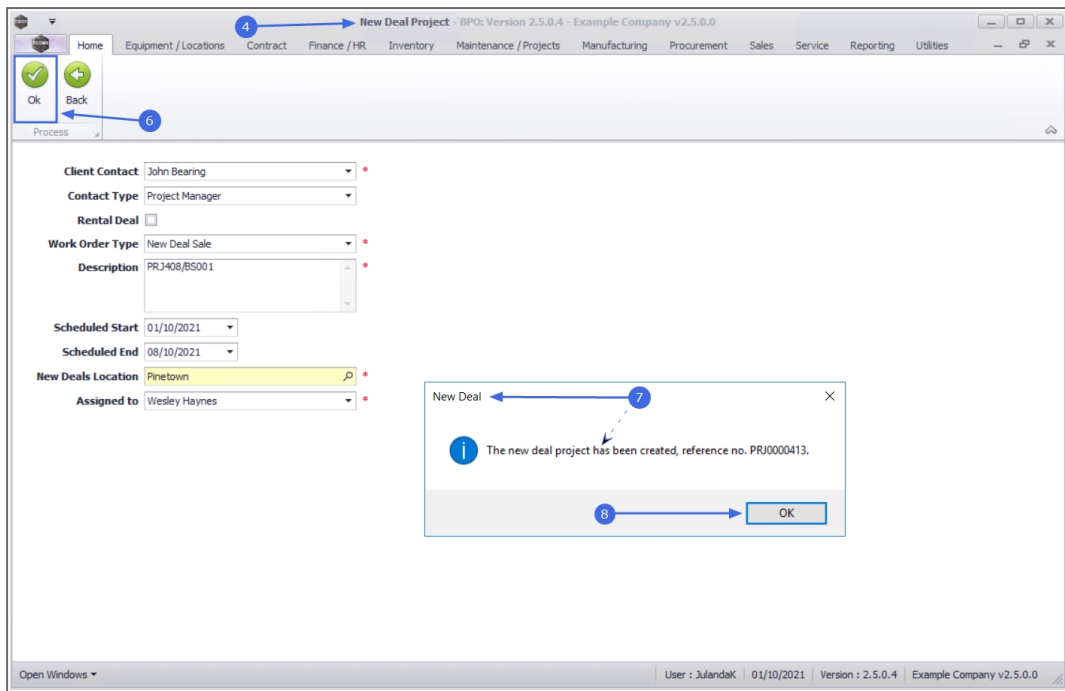 4
New Deal Project - BPO: Version 2.5.0.4 - Example Company v2.5.0.0
Home Equipment / Locations Contract Finance / HR Inventory Maintenance / Projects Manufacturing Procurement Sales Service Reporting Utilities
Ok Back
6
Process
Client Contact John Bearing *
Contact Type Project Manager
Rental Deal
Work Order Type New Deal Sale *
Description PRJ408/BS001 *
Scheduled Start 01/10/2021
Scheduled End 08/10/2021
New Deals Location Pinetown *
Assigned to Wesley Haynes *
New Deal 7
The new deal project has been created, reference no. PRJ0000413.
8 OK
Open Windows User : JulandaK 01/10/2021 Version : 2.5.0.4 Example Company v2.5.0.0